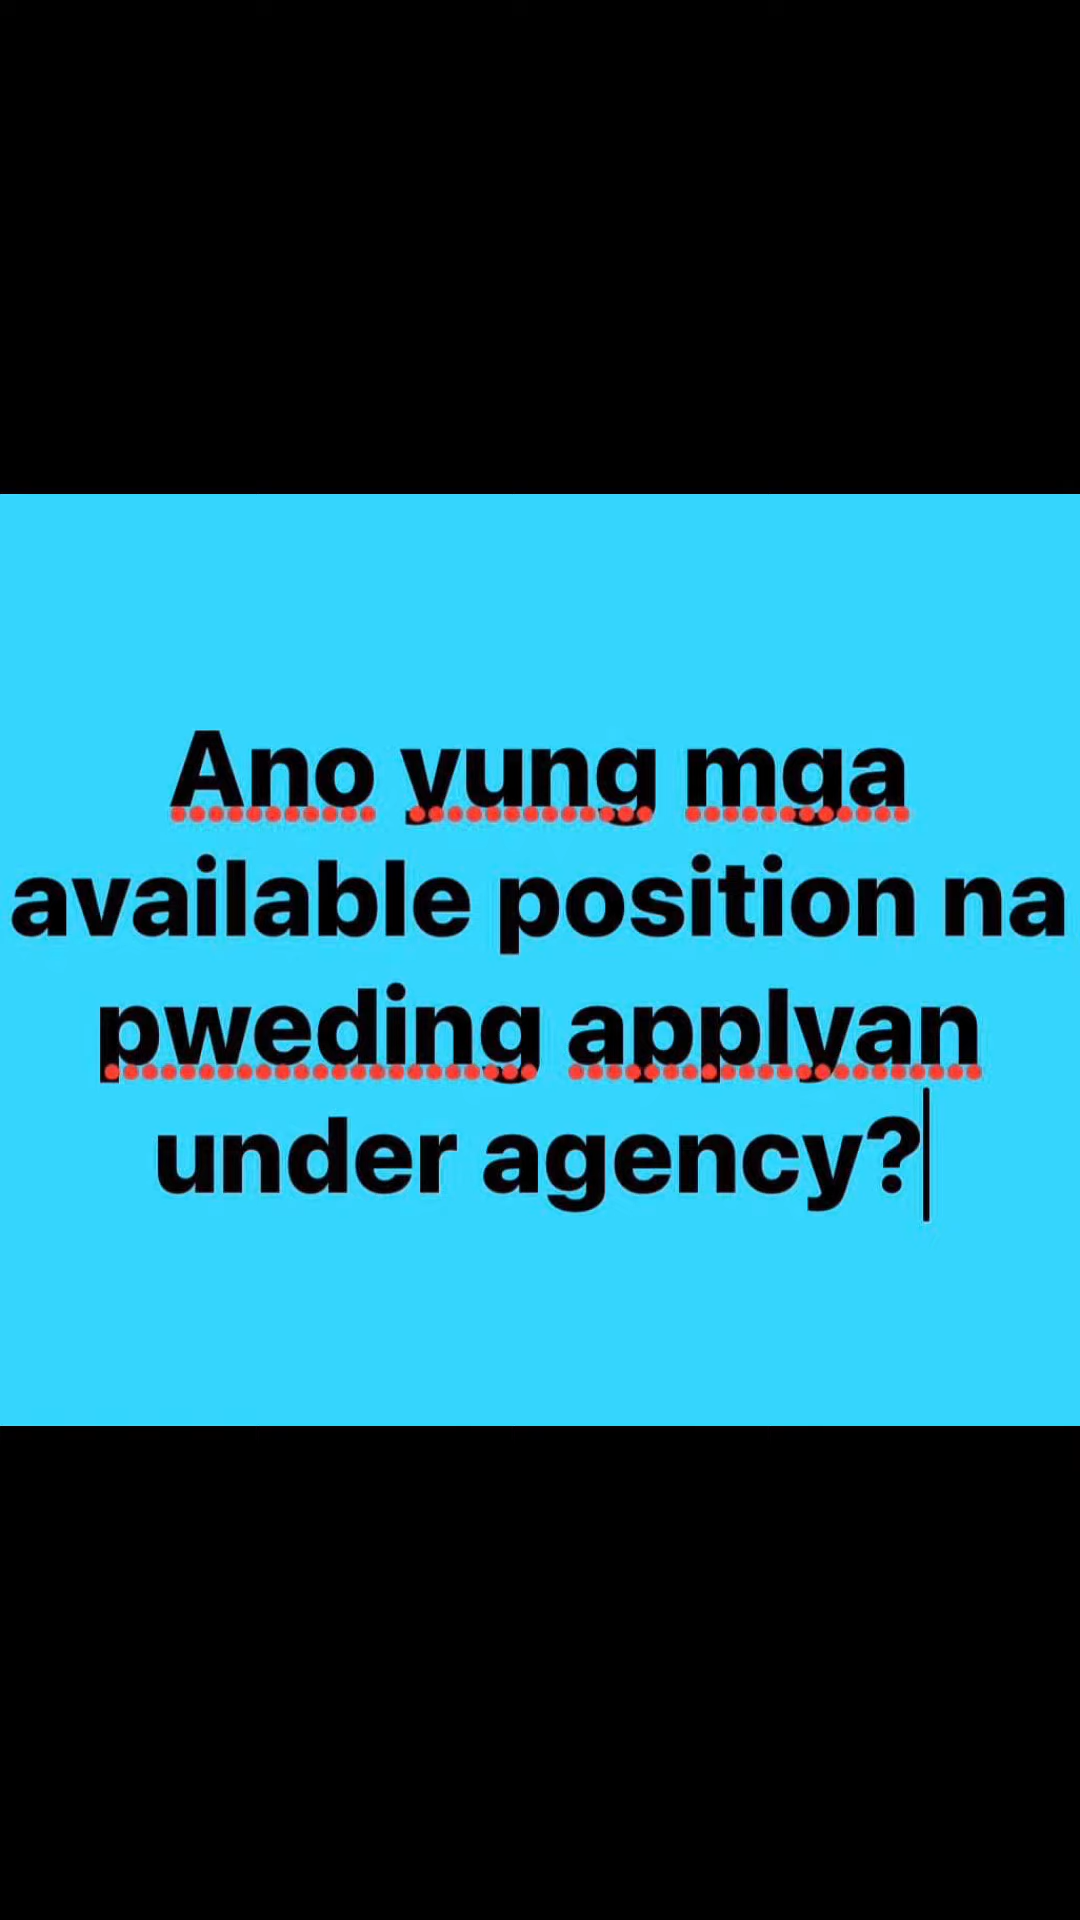 Ano yung mga
available position na
pweding applyan
under agency?